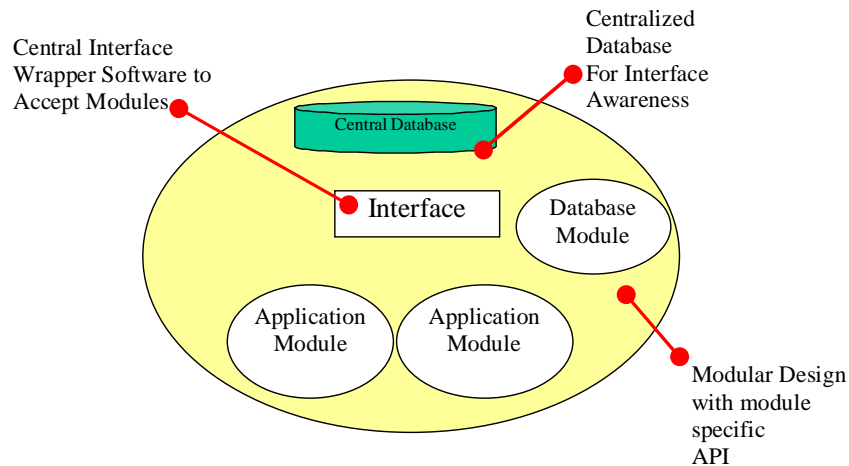 Central Interface
Wrapper Software to
Accept Modules
Centralized
Database
For Interface
Awareness
Central Database
Interface
Database
Module
Application
Module
Application
Module
Modular Design
with module
specific
API